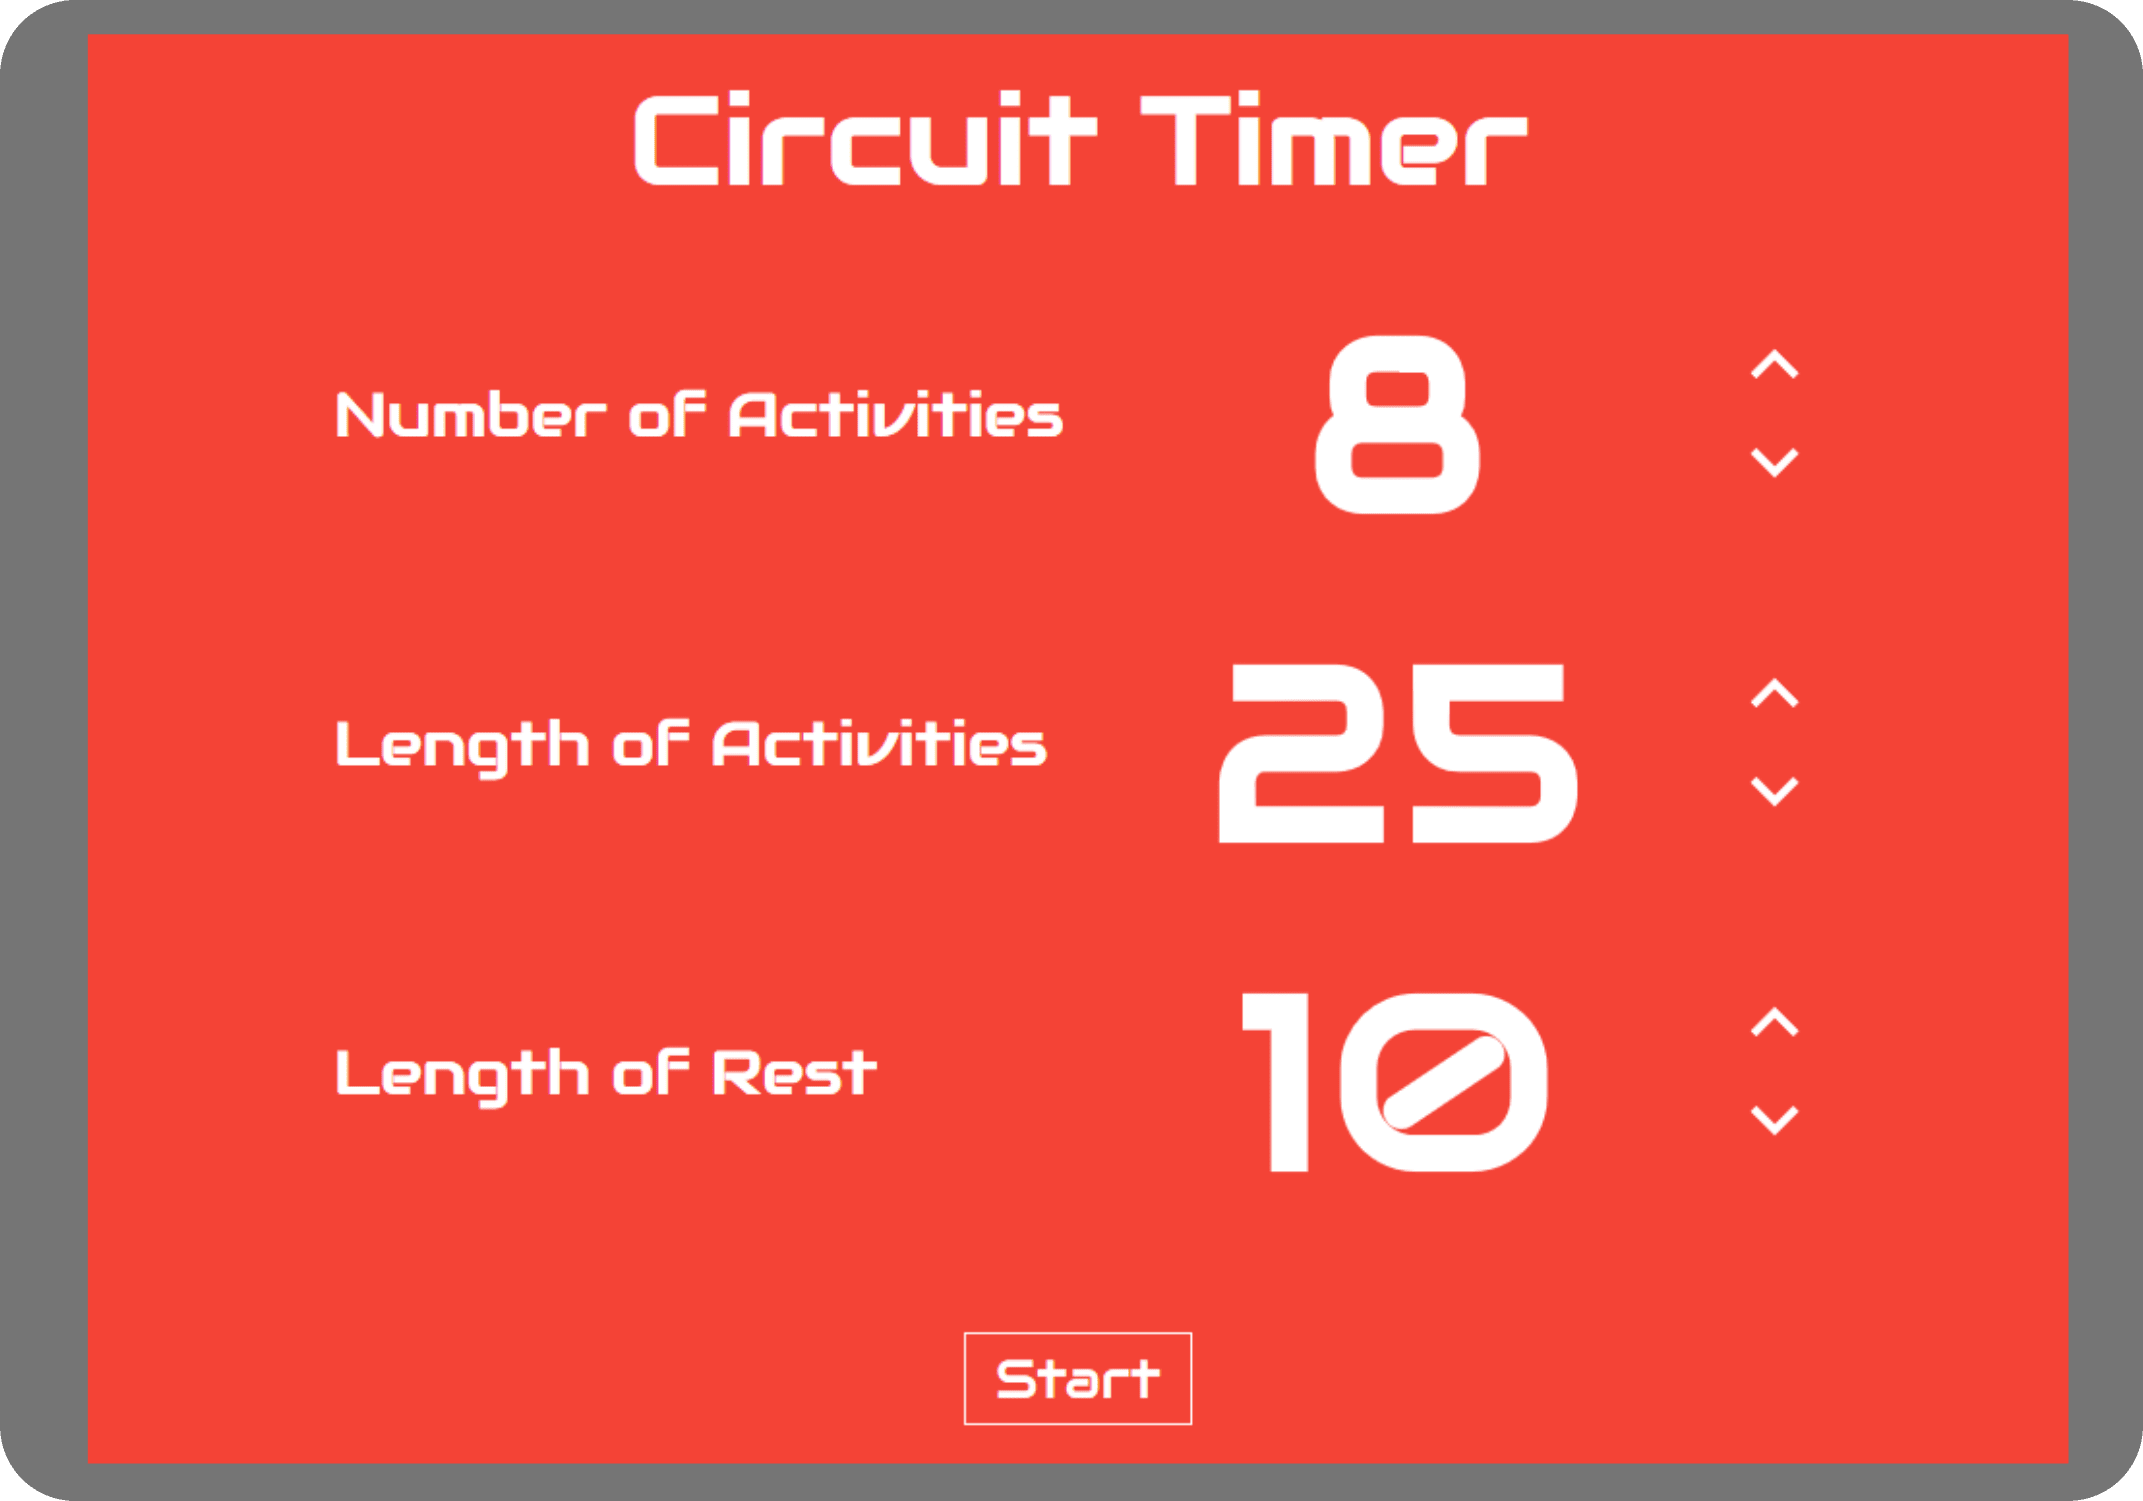 Circuit Timer
Number of Activities 8
Length of Activities 25
Length of Rest 10
Start